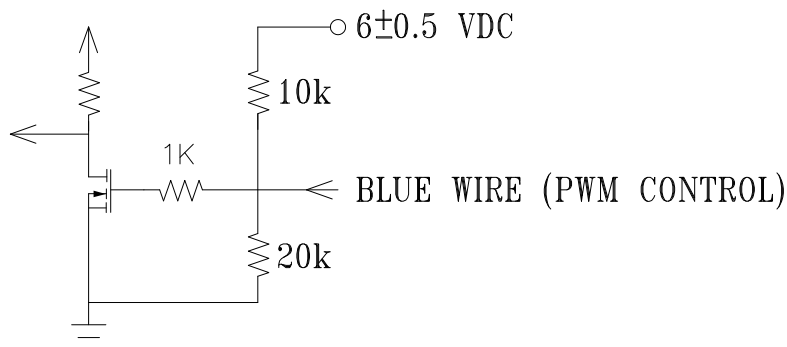 6±0.5 VDC
10k
1K
BLUE WIRE (PWM CONTROL)
20k